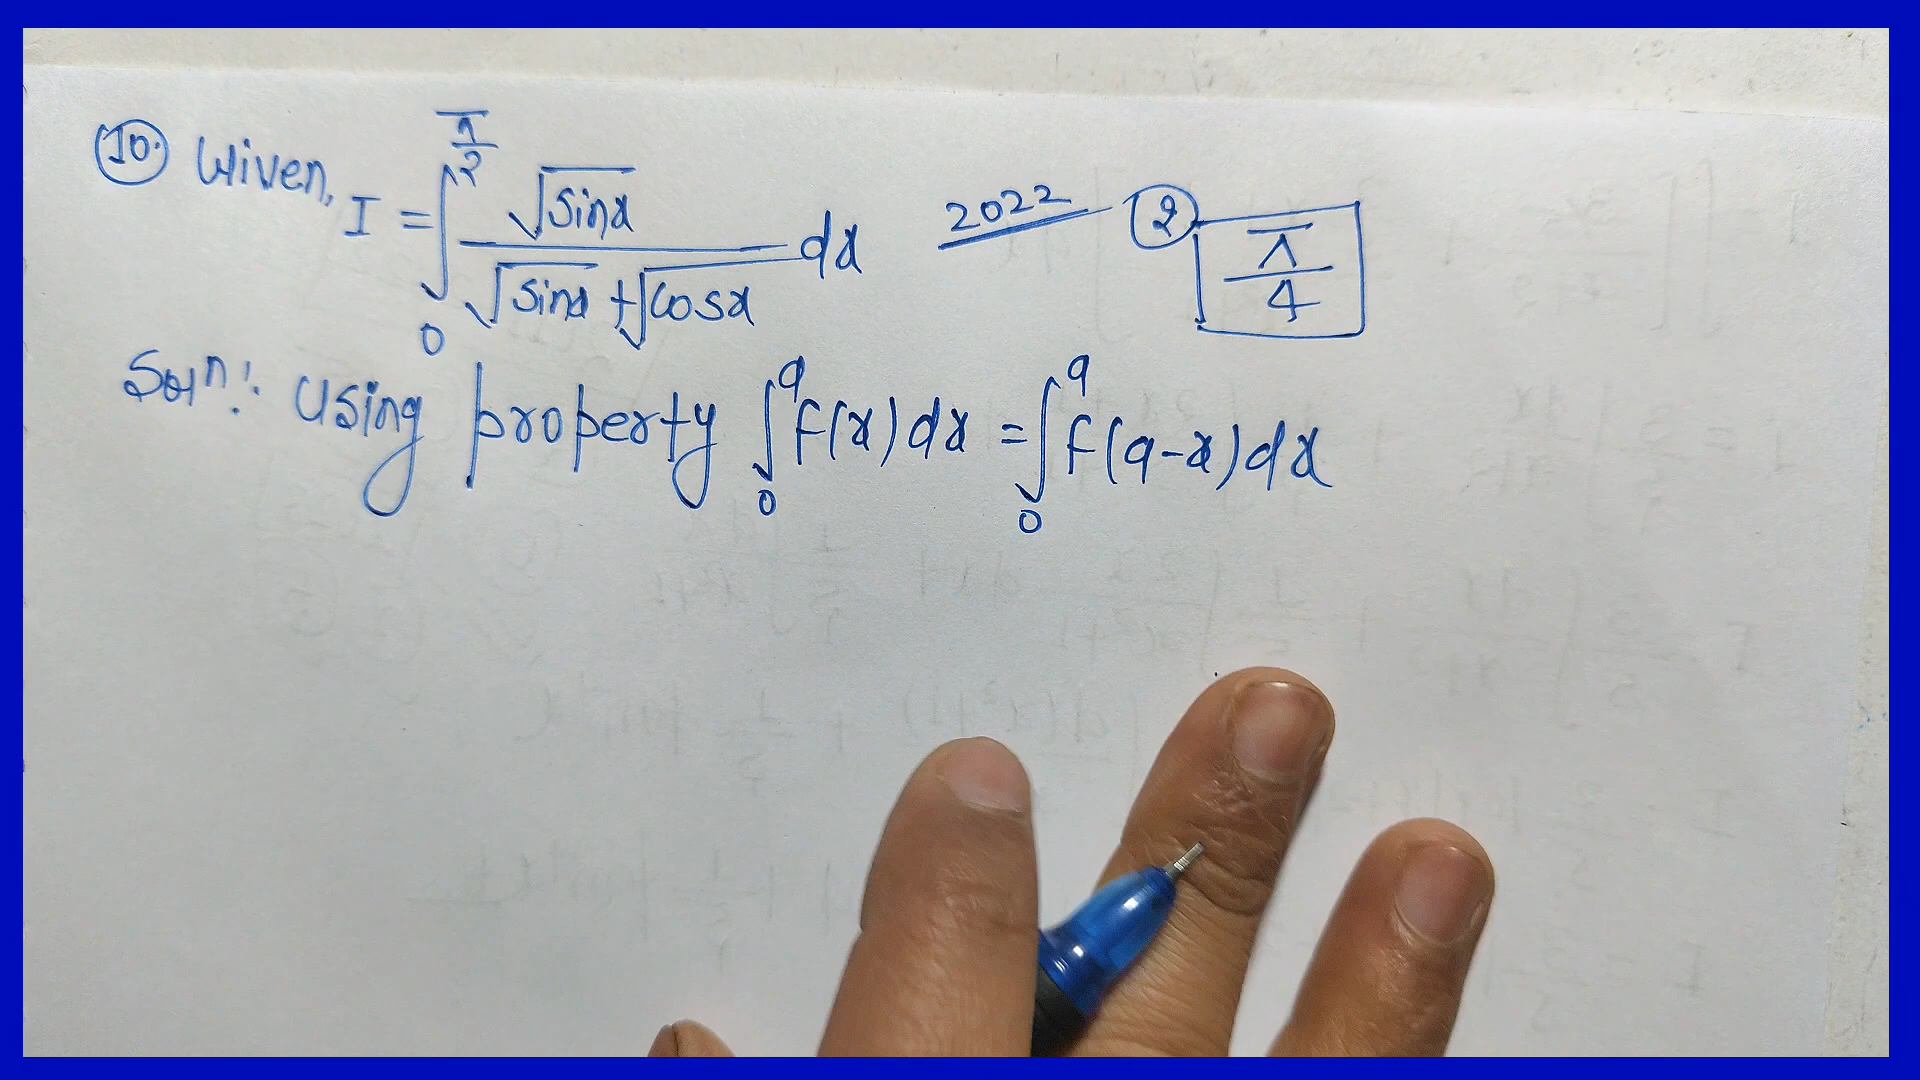 10. Given, I = ∫₀^(π/2) √sinx / (√sinx + √cosx) dx 2022 2 π/4
Solⁿ: Using property ∫₀^a f(x)dx = ∫₀^a f(a-x)dx